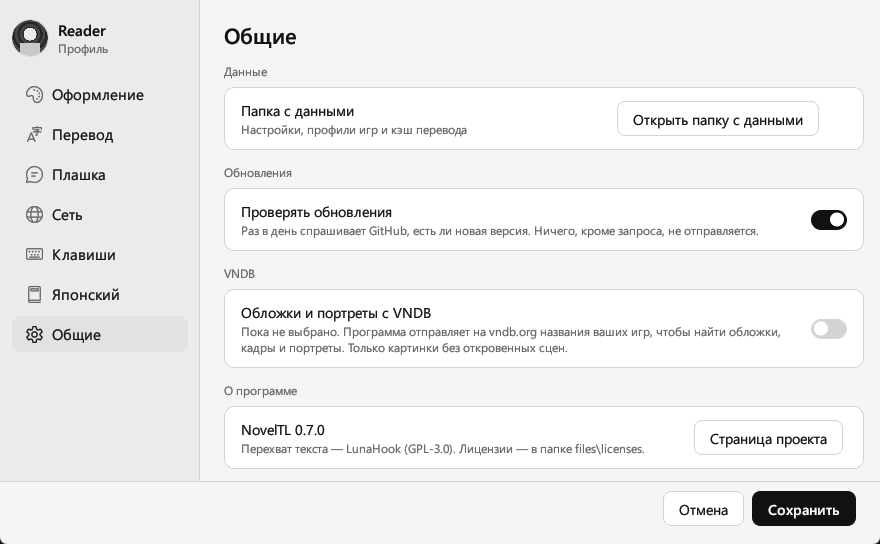 Reader
Профиль
Оформление
Перевод
Плашка
Сеть
Клавиши
Японский
Общие
Общие
Данные
Папка с данными
Настройки, профили игр и кэш перевода
Открыть папку с данными
Обновления
Проверять обновления
Раз в день спрашивает GitHub, есть ли новая версия. Ничего, кроме запроса, не отправляется.
VNDB
Обложки и портреты с VNDB
Пока не выбрано. Программа отправляет на vndb.org названия ваших игр, чтобы найти обложки,
кадры и портреты. Только картинки без откровенных сцен.
О программе
NovelTL 0.7.0
Перехват текста — LunaHook (GPL-3.0). Лицензии — в папке files\licenses.
Страница проекта
Отмена
Сохранить